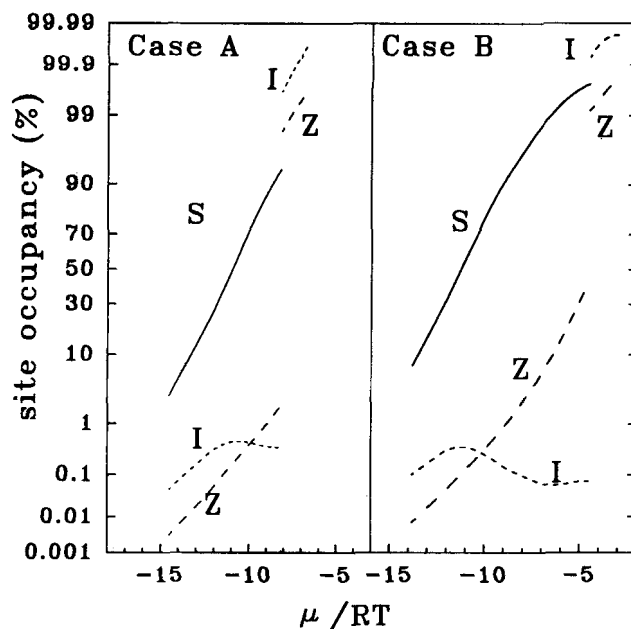 99.99
99.9
99
90
70
50
30
10
1
0.1
0.01
0.001
site occupancy (%)
Case A
I
Z
S
I
Z
Case B
I
Z
S
Z
I
−15
−10
−5
−15
−10
−5
μ /RT